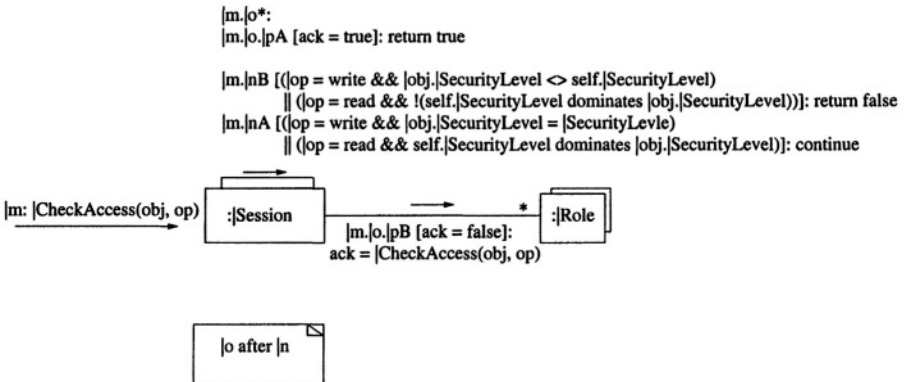 |m.|o*:
|m.|o.|pA [ack = true]: return true
|m.|nB [(|op = write && |obj.|SecurityLevel <> self.|SecurityLevel)
|| (|op = read && !(self.|SecurityLevel dominates |obj.|SecurityLevel))]: return false
|m.|nA [(|op = write && |obj.|SecurityLevel = |SecurityLevle)
|| (|op = read && self.|SecurityLevel dominates |obj.|SecurityLevel)]: continue
|m: |CheckAccess(obj, op)
:|Session
*
:|Role
|m.|o.|pB [ack = false]:
ack = |CheckAccess(obj, op)
|o after |n